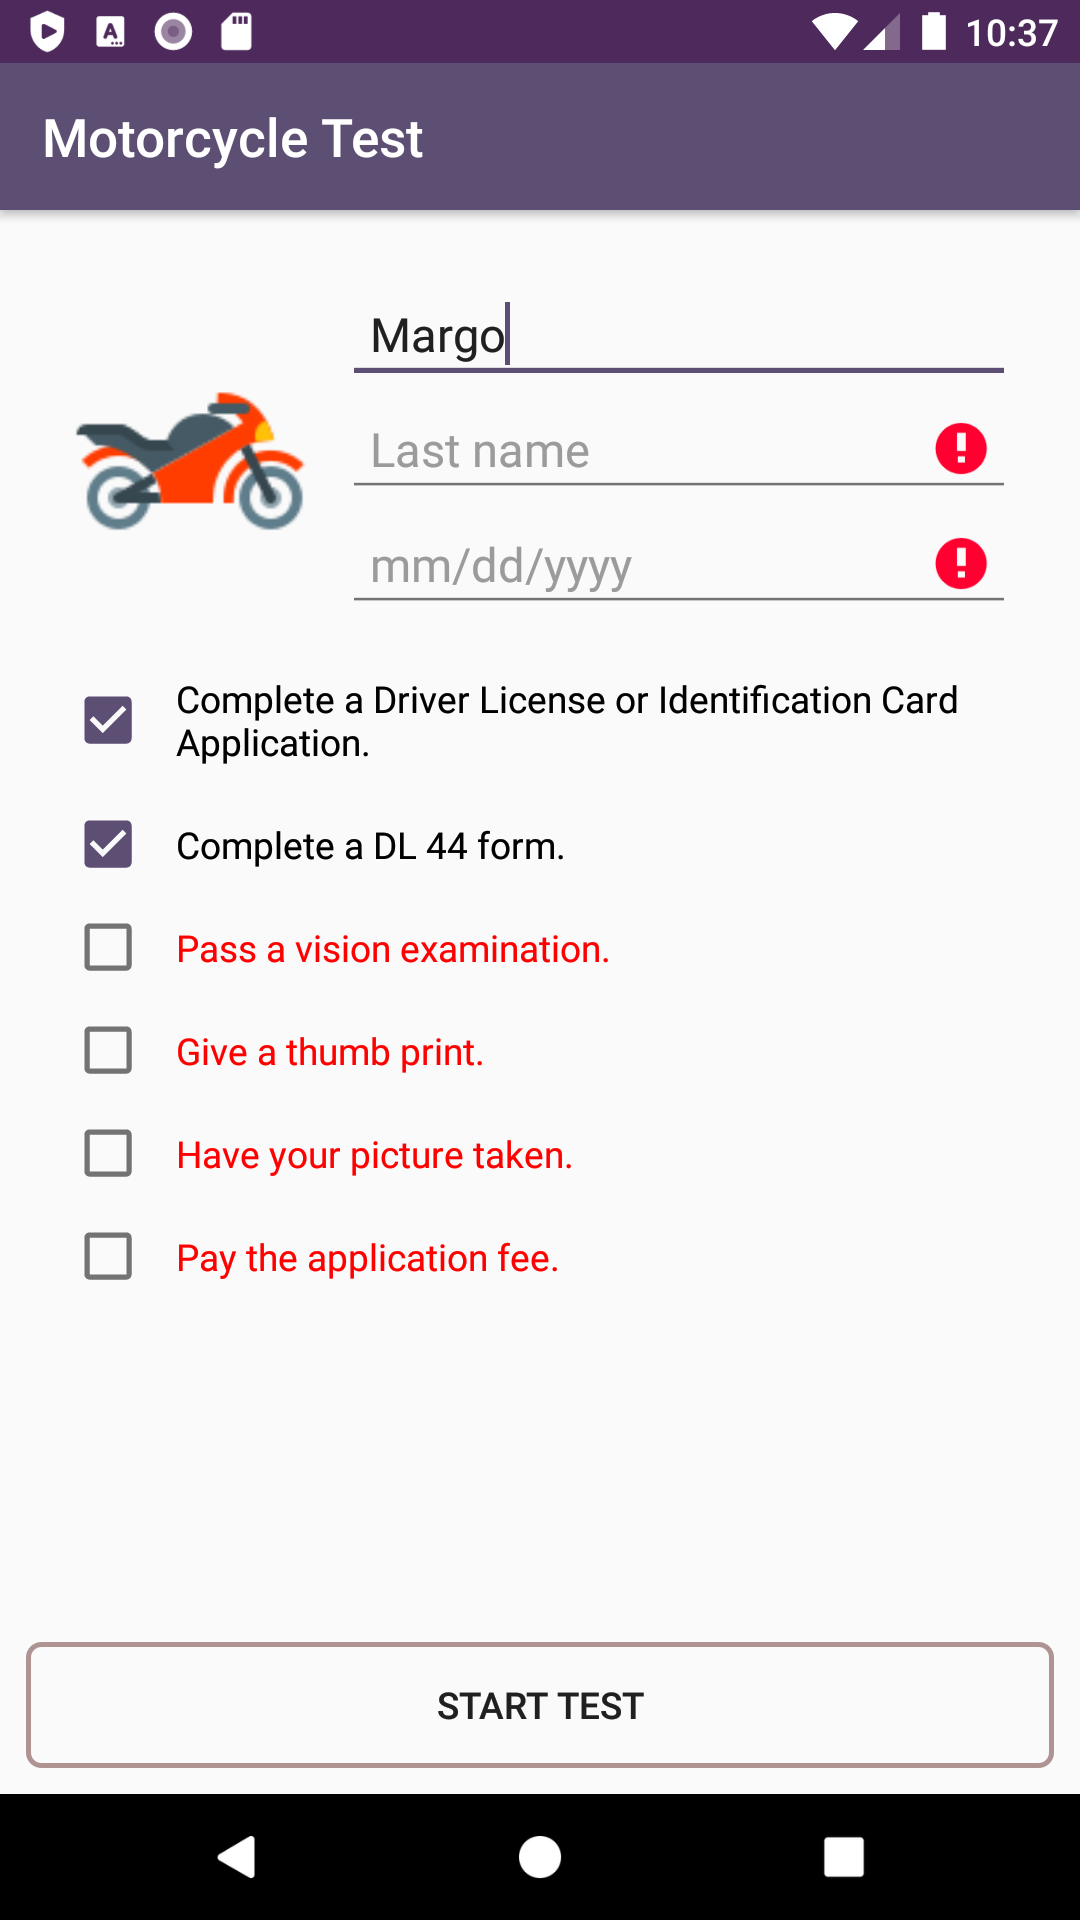 10:37
Motorcycle Test
Margo
Last name
mm/dd/yyyy
Complete a Driver License or Identification Card
Application.
Complete a DL 44 form.
Pass a vision examination.
Give a thumb print.
Have your picture taken.
Pay the application fee.
START TEST